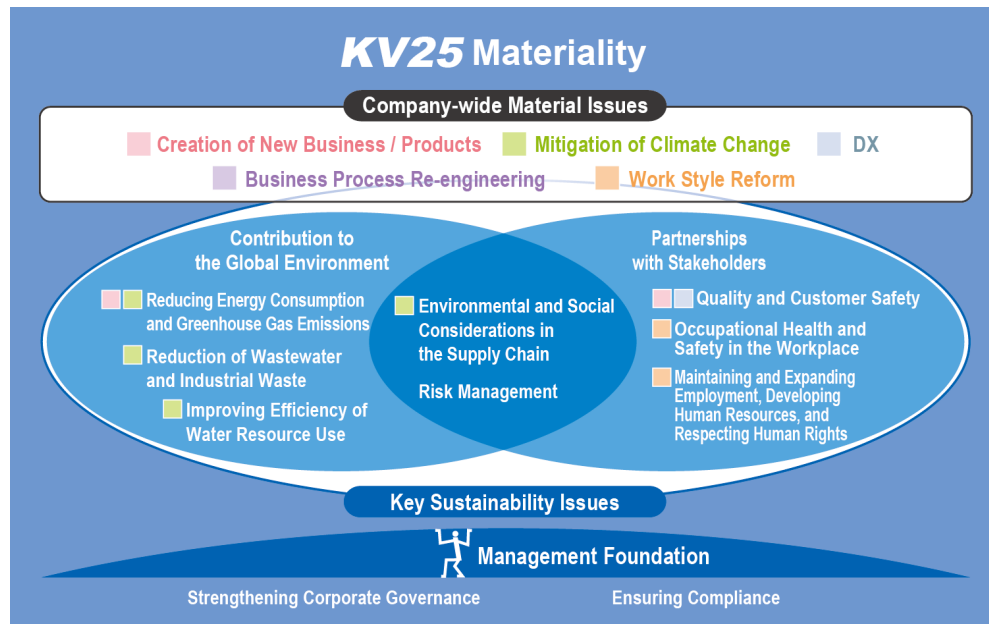 KV25 Materiality
Company-wide Material Issues
Creation of New Business / Products
Mitigation of Climate Change
DX
Business Process Re-engineering
Work Style Reform
Contribution to
the Global Environment
Reducing Energy Consumption
and Greenhouse Gas Emissions
Reduction of Wastewater
and Industrial Waste
Improving Efficiency of
Water Resource Use
Environmental and Social
Considerations in
the Supply Chain
Risk Management
Partnerships
with Stakeholders
Quality and Customer Safety
Occupational Health and
Safety in the Workplace
Maintaining and Expanding
Employment, Developing
Human Resources, and
Respecting Human Rights
Key Sustainability Issues
Management Foundation
Strengthening Corporate Governance
Ensuring Compliance